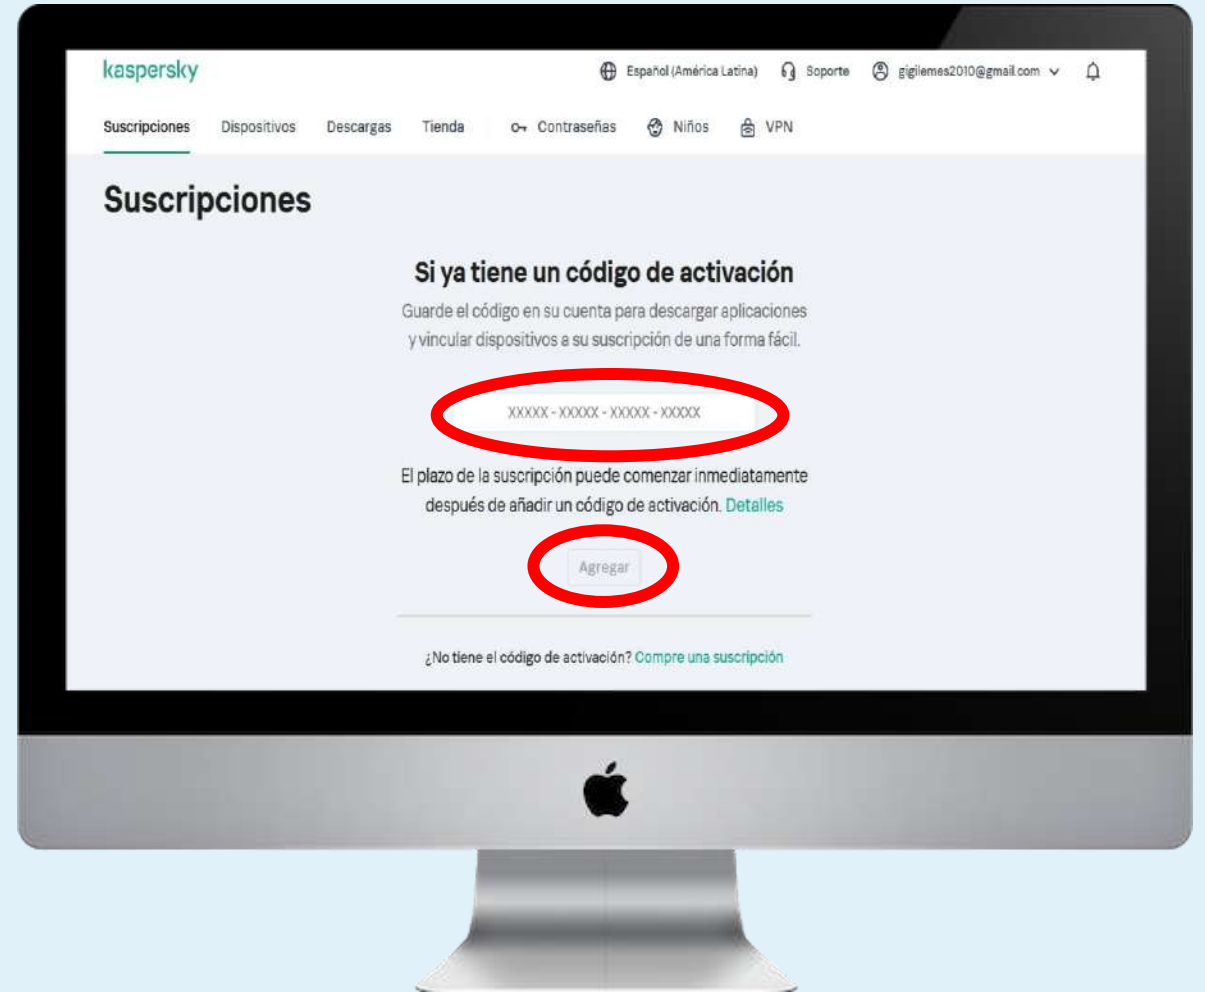 kaspersky
Español (América Latina)
Soporte
gigilemes2010@gmail.com
Suscripciones
Dispositivos
Descargas
Tienda
Contraseñas
Niños
VPN
Suscripciones
Si ya tiene un código de activación
Guarde el código en su cuenta para descargar aplicaciones
y vincular dispositivos a su suscripción de una forma fácil.
XXXXX - XXXXX - XXXXX - XXXXX
El plazo de la suscripción puede comenzar inmediatamente
después de añadir un código de activación. Detalles
Agregar
¿No tiene el código de activación? Compre una suscripción